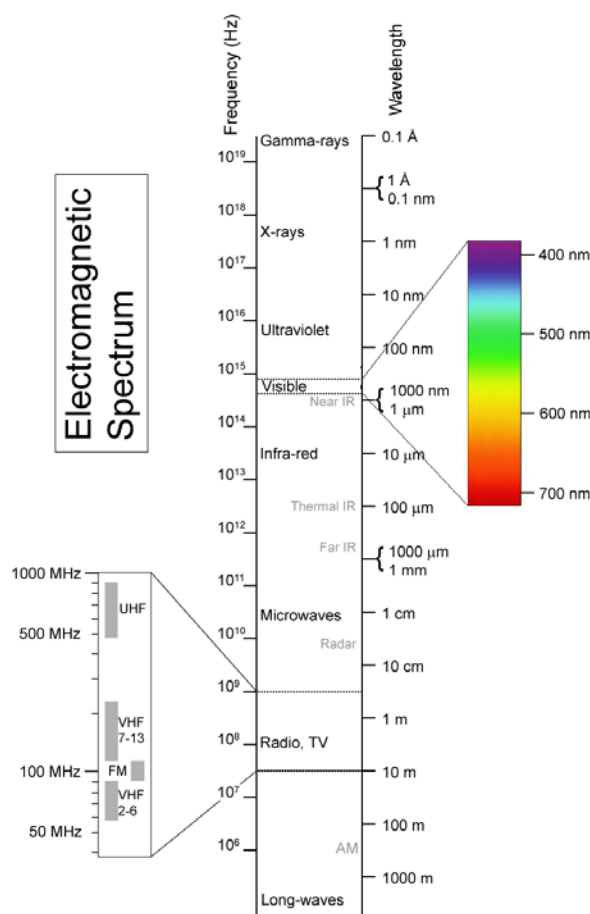 Frequency (Hz)
Wavelength
Electromagnetic
Spectrum
10¹⁹
10¹⁸
10¹⁷
10¹⁶
10¹⁵
10¹⁴
10¹³
10¹²
10¹¹
10¹⁰
10⁹
10⁸
10⁷
10⁶
Gamma-rays
X-rays
Ultraviolet
Visible
Near IR
Infra-red
Thermal IR
Far IR
Microwaves
Radar
Radio, TV
AM
Long-waves
0.1 Å
1 Å
0.1 nm
1 nm
10 nm
100 nm
1000 nm
1 µm
10 µm
100 µm
1000 µm
1 mm
1 cm
10 cm
1 m
10 m
100 m
1000 m
400 nm
500 nm
600 nm
700 nm
1000 MHz
500 MHz
100 MHz
50 MHz
UHF
VHF
7-13
FM
VHF
2-6